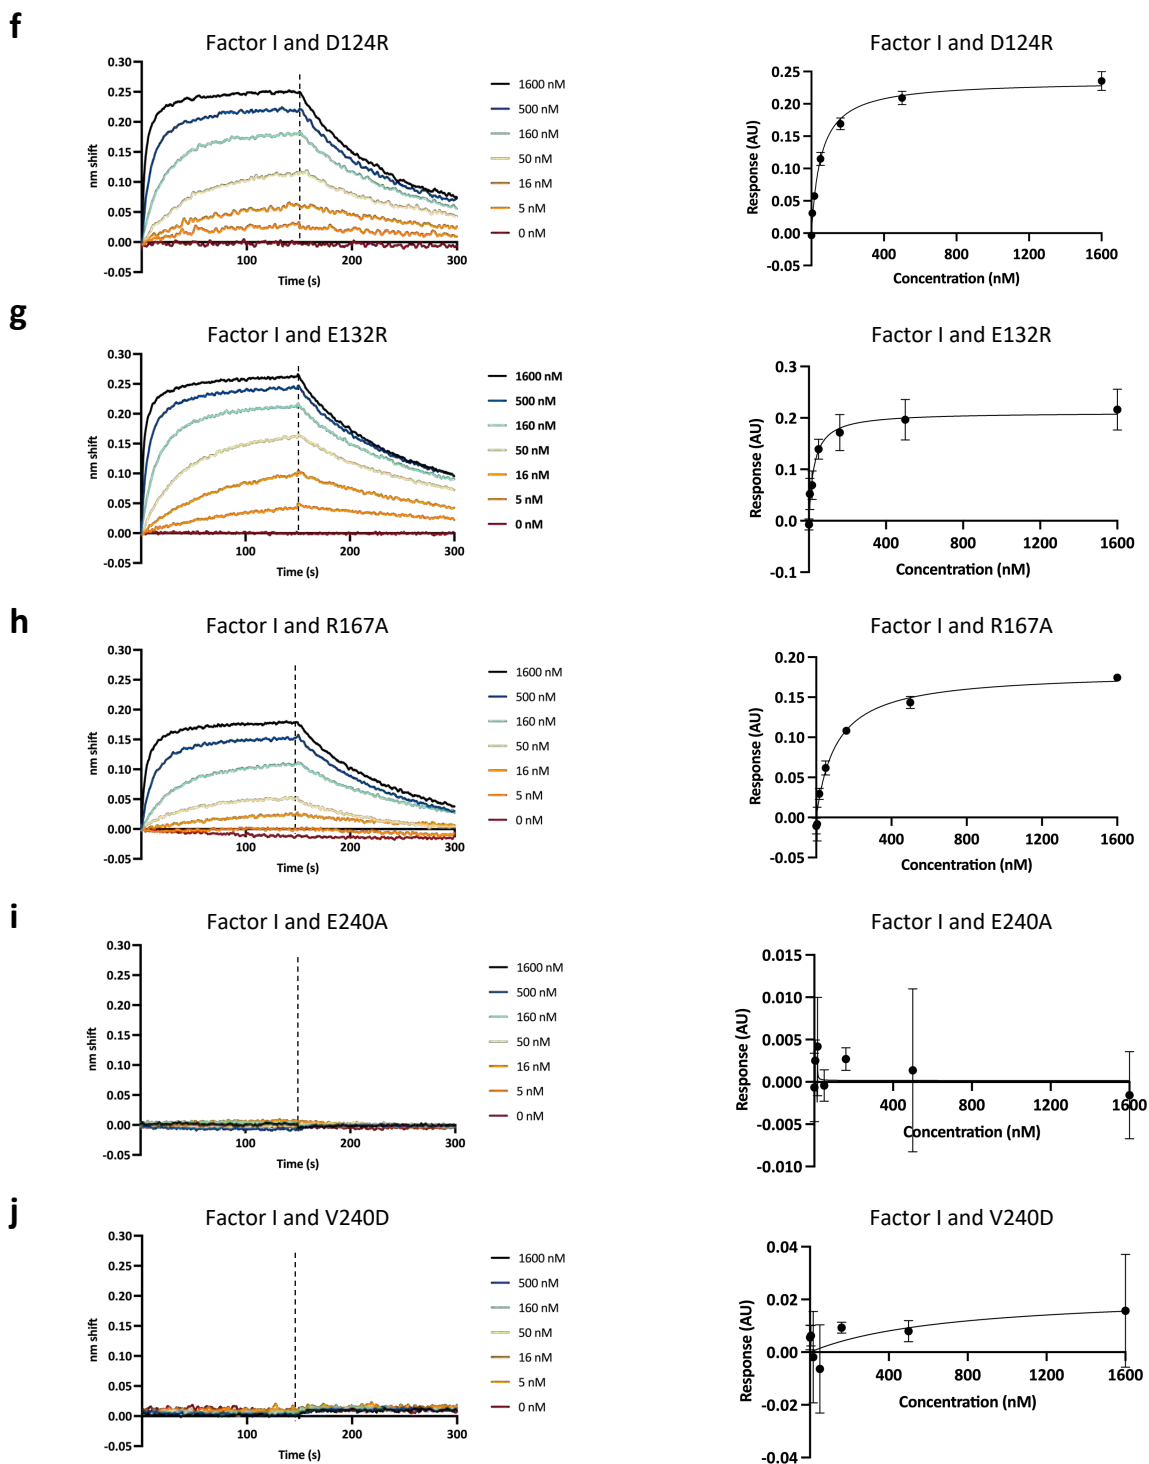 f
Factor I and D124R
0.30
0.25
0.20
0.15
0.10
0.05
0.00
-0.05
nm shift
100
200
300
Time (s)
1600 nM
500 nM
160 nM
50 nM
16 nM
5 nM
0 nM
Factor I and D124R
0.25
0.20
0.15
0.10
0.05
0.00
-0.05
Response (AU)
400
800
1200
1600
Concentration (nM)
g
Factor I and E132R
0.30
0.25
0.20
0.15
0.10
0.05
0.00
-0.05
nm shift
100
200
300
Time (s)
1600 nM
500 nM
160 nM
50 nM
16 nM
5 nM
0 nM
Factor I and E132R
0.3
0.2
0.1
0.0
-0.1
Response (AU)
400
800
1200
1600
Concentration (nM)
h
Factor I and R167A
0.30
0.25
0.20
0.15
0.10
0.05
0.00
-0.05
nm shift
100
200
300
Time (s)
1600 nM
500 nM
160 nM
50 nM
16 nM
5 nM
0 nM
Factor I and R167A
0.20
0.15
0.10
0.05
0.00
-0.05
Response (AU)
400
800
1200
1600
Concentration (nM)
i
Factor I and E240A
0.30
0.25
0.20
0.15
0.10
0.05
0.00
-0.05
nm shift
100
200
300
Time (s)
1600 nM
500 nM
160 nM
50 nM
16 nM
5 nM
0 nM
Factor I and E240A
0.015
0.010
0.005
0.000
-0.005
-0.010
Response (AU)
400
800
1200
1600
Concentration (nM)
j
Factor I and V240D
0.30
0.25
0.20
0.15
0.10
0.05
0.00
-0.05
nm shift
100
200
300
Time (s)
1600 nM
500 nM
160 nM
50 nM
16 nM
5 nM
0 nM
Factor I and V240D
0.04
0.02
0.00
-0.02
-0.04
Response (AU)
400
800
1200
1600
Concentration (nM)